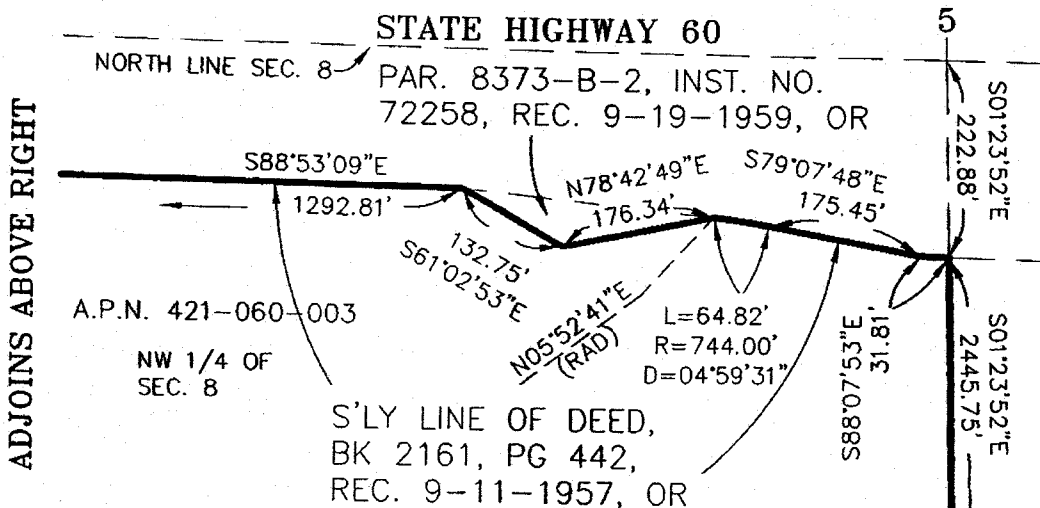 5
STATE HIGHWAY 60
NORTH LINE SEC. 8
PAR. 8373-B-2, INST. NO.
72258, REC. 9-19-1959, OR
S01°23'52"E
222.88'
ADJOINS ABOVE RIGHT
S88°53'09"E
1292.81'
N78°42'49"E
176.34'
S79°07'48"E
175.45'
132.75'
S61°02'53"E
A.P.N. 421-060-003
NW 1/4 OF
SEC. 8
N05°52'41"E
(RAD)
L=64.82'
R=744.00'
D=04°59'31"
S88°07'53"E
31.81'
S01°23'52"E
2445.75'
S'LY LINE OF DEED,
BK 2161, PG 442,
REC. 9-11-1957, OR